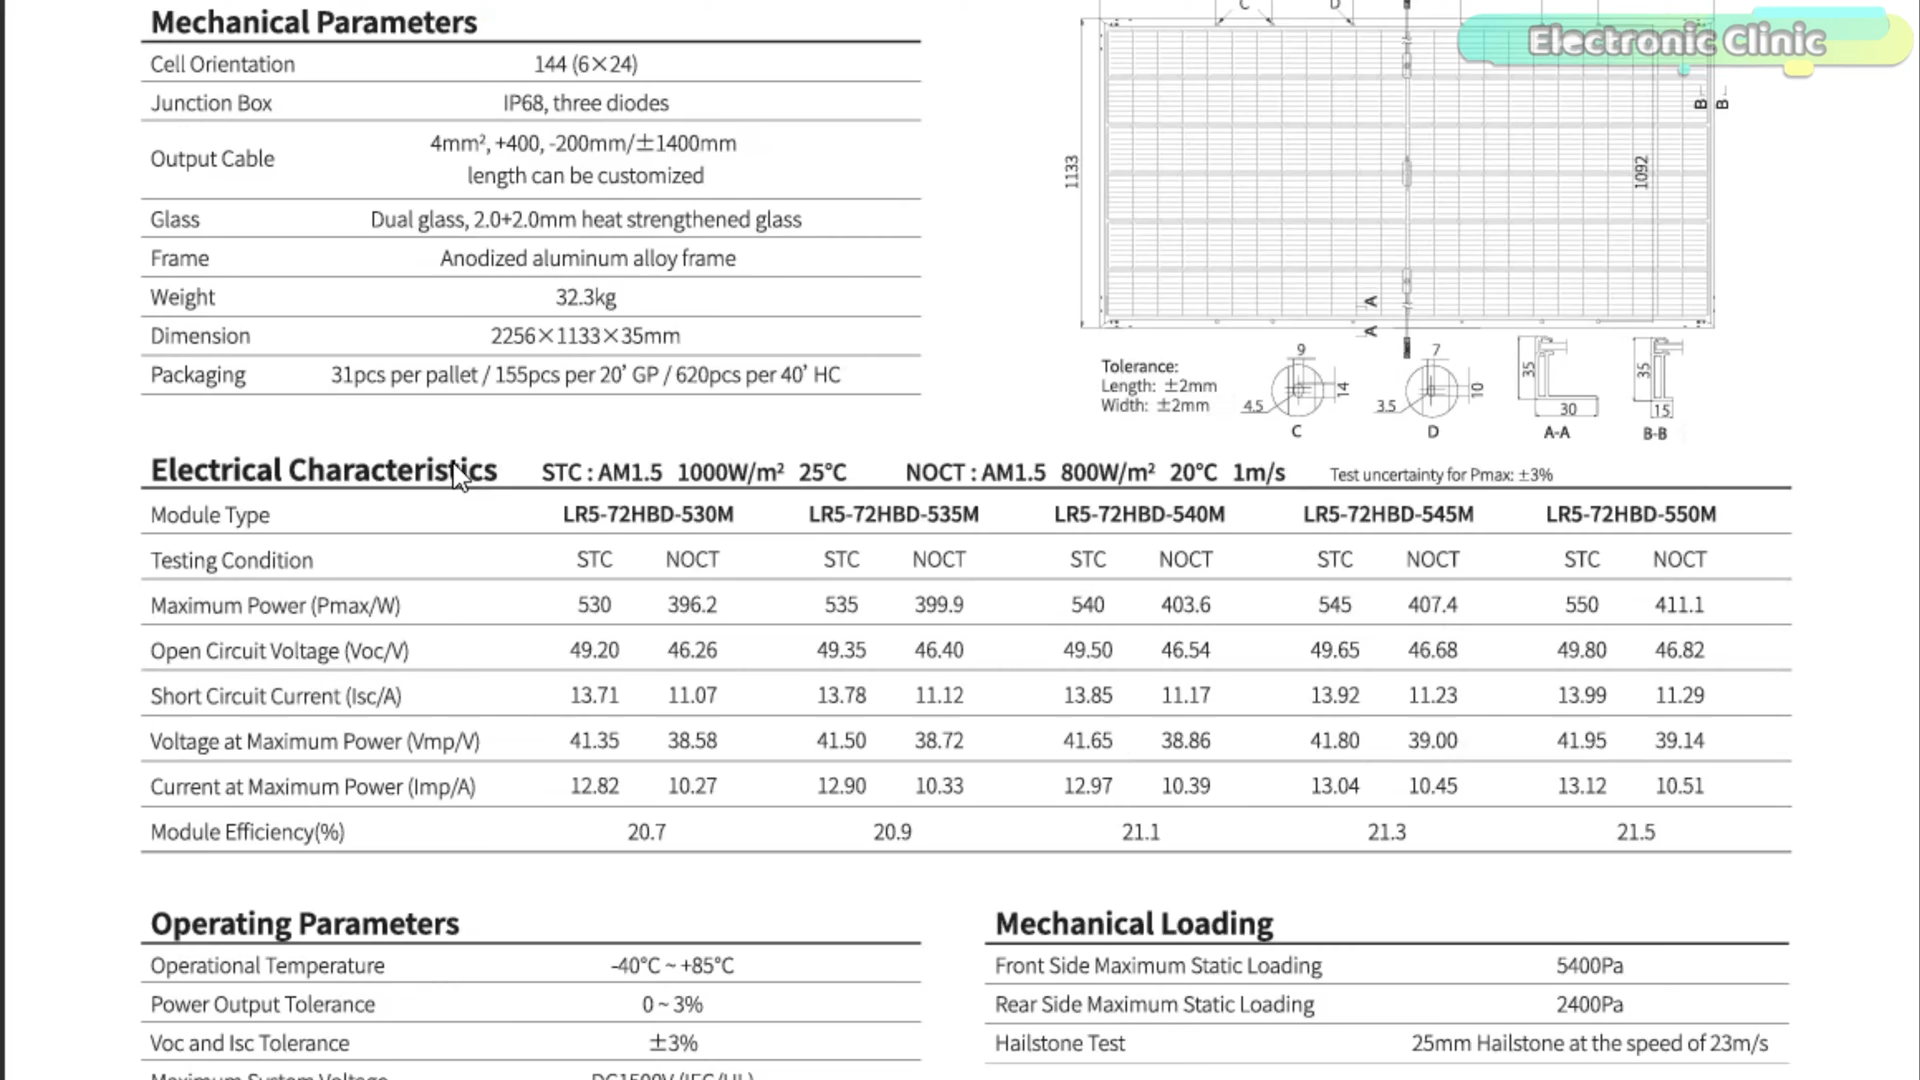 Mechanical Parameters
Cell Orientation 144 (6×24)
Junction Box IP68, three diodes
Output Cable 4mm², +400, -200mm/±1400mm
length can be customized
Glass Dual glass, 2.0+2.0mm heat strengthened glass
Frame Anodized aluminum alloy frame
Weight 32.3kg
Dimension 2256×1133×35mm
Packaging 31pcs per pallet / 155pcs per 20' GP / 620pcs per 40' HC
Electronic Clinic
C D
B B
1133
1092
A
A
Tolerance:
Length: ±2mm
Width: ±2mm
9
14
4.5
C
7
10
3.5
D
35
30
A-A
35
15
B-B
Electrical Characteristics STC : AM1.5 1000W/m² 25°C NOCT : AM1.5 800W/m² 20°C 1m/s Test uncertainty for Pmax: ±3%
Module Type LR5-72HBD-530M LR5-72HBD-535M LR5-72HBD-540M LR5-72HBD-545M LR5-72HBD-550M
Testing Condition STC NOCT STC NOCT STC NOCT STC NOCT STC NOCT
Maximum Power (Pmax/W) 530 396.2 535 399.9 540 403.6 545 407.4 550 411.1
Open Circuit Voltage (Voc/V) 49.20 46.26 49.35 46.40 49.50 46.54 49.65 46.68 49.80 46.82
Short Circuit Current (Isc/A) 13.71 11.07 13.78 11.12 13.85 11.17 13.92 11.23 13.99 11.29
Voltage at Maximum Power (Vmp/V) 41.35 38.58 41.50 38.72 41.65 38.86 41.80 39.00 41.95 39.14
Current at Maximum Power (Imp/A) 12.82 10.27 12.90 10.33 12.97 10.39 13.04 10.45 13.12 10.51
Module Efficiency(%) 20.7 20.9 21.1 21.3 21.5
Operating Parameters
Operational Temperature -40°C ~ +85°C
Power Output Tolerance 0 ~ 3%
Voc and Isc Tolerance ±3%
Maximum System Voltage DC1500V (IEC/UL)
Mechanical Loading
Front Side Maximum Static Loading 5400Pa
Rear Side Maximum Static Loading 2400Pa
Hailstone Test 25mm Hailstone at the speed of 23m/s